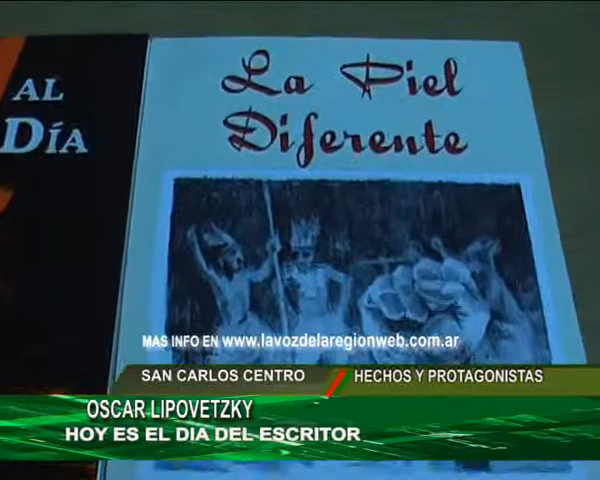 AL
DÍA
La Piel
Diferente
MAS INFO EN www.lavozdelaregionweb.com.ar
SAN CARLOS CENTRO
HECHOS Y PROTAGONISTAS
OSCAR LIPOVETZKY
HOY ES EL DIA DEL ESCRITOR